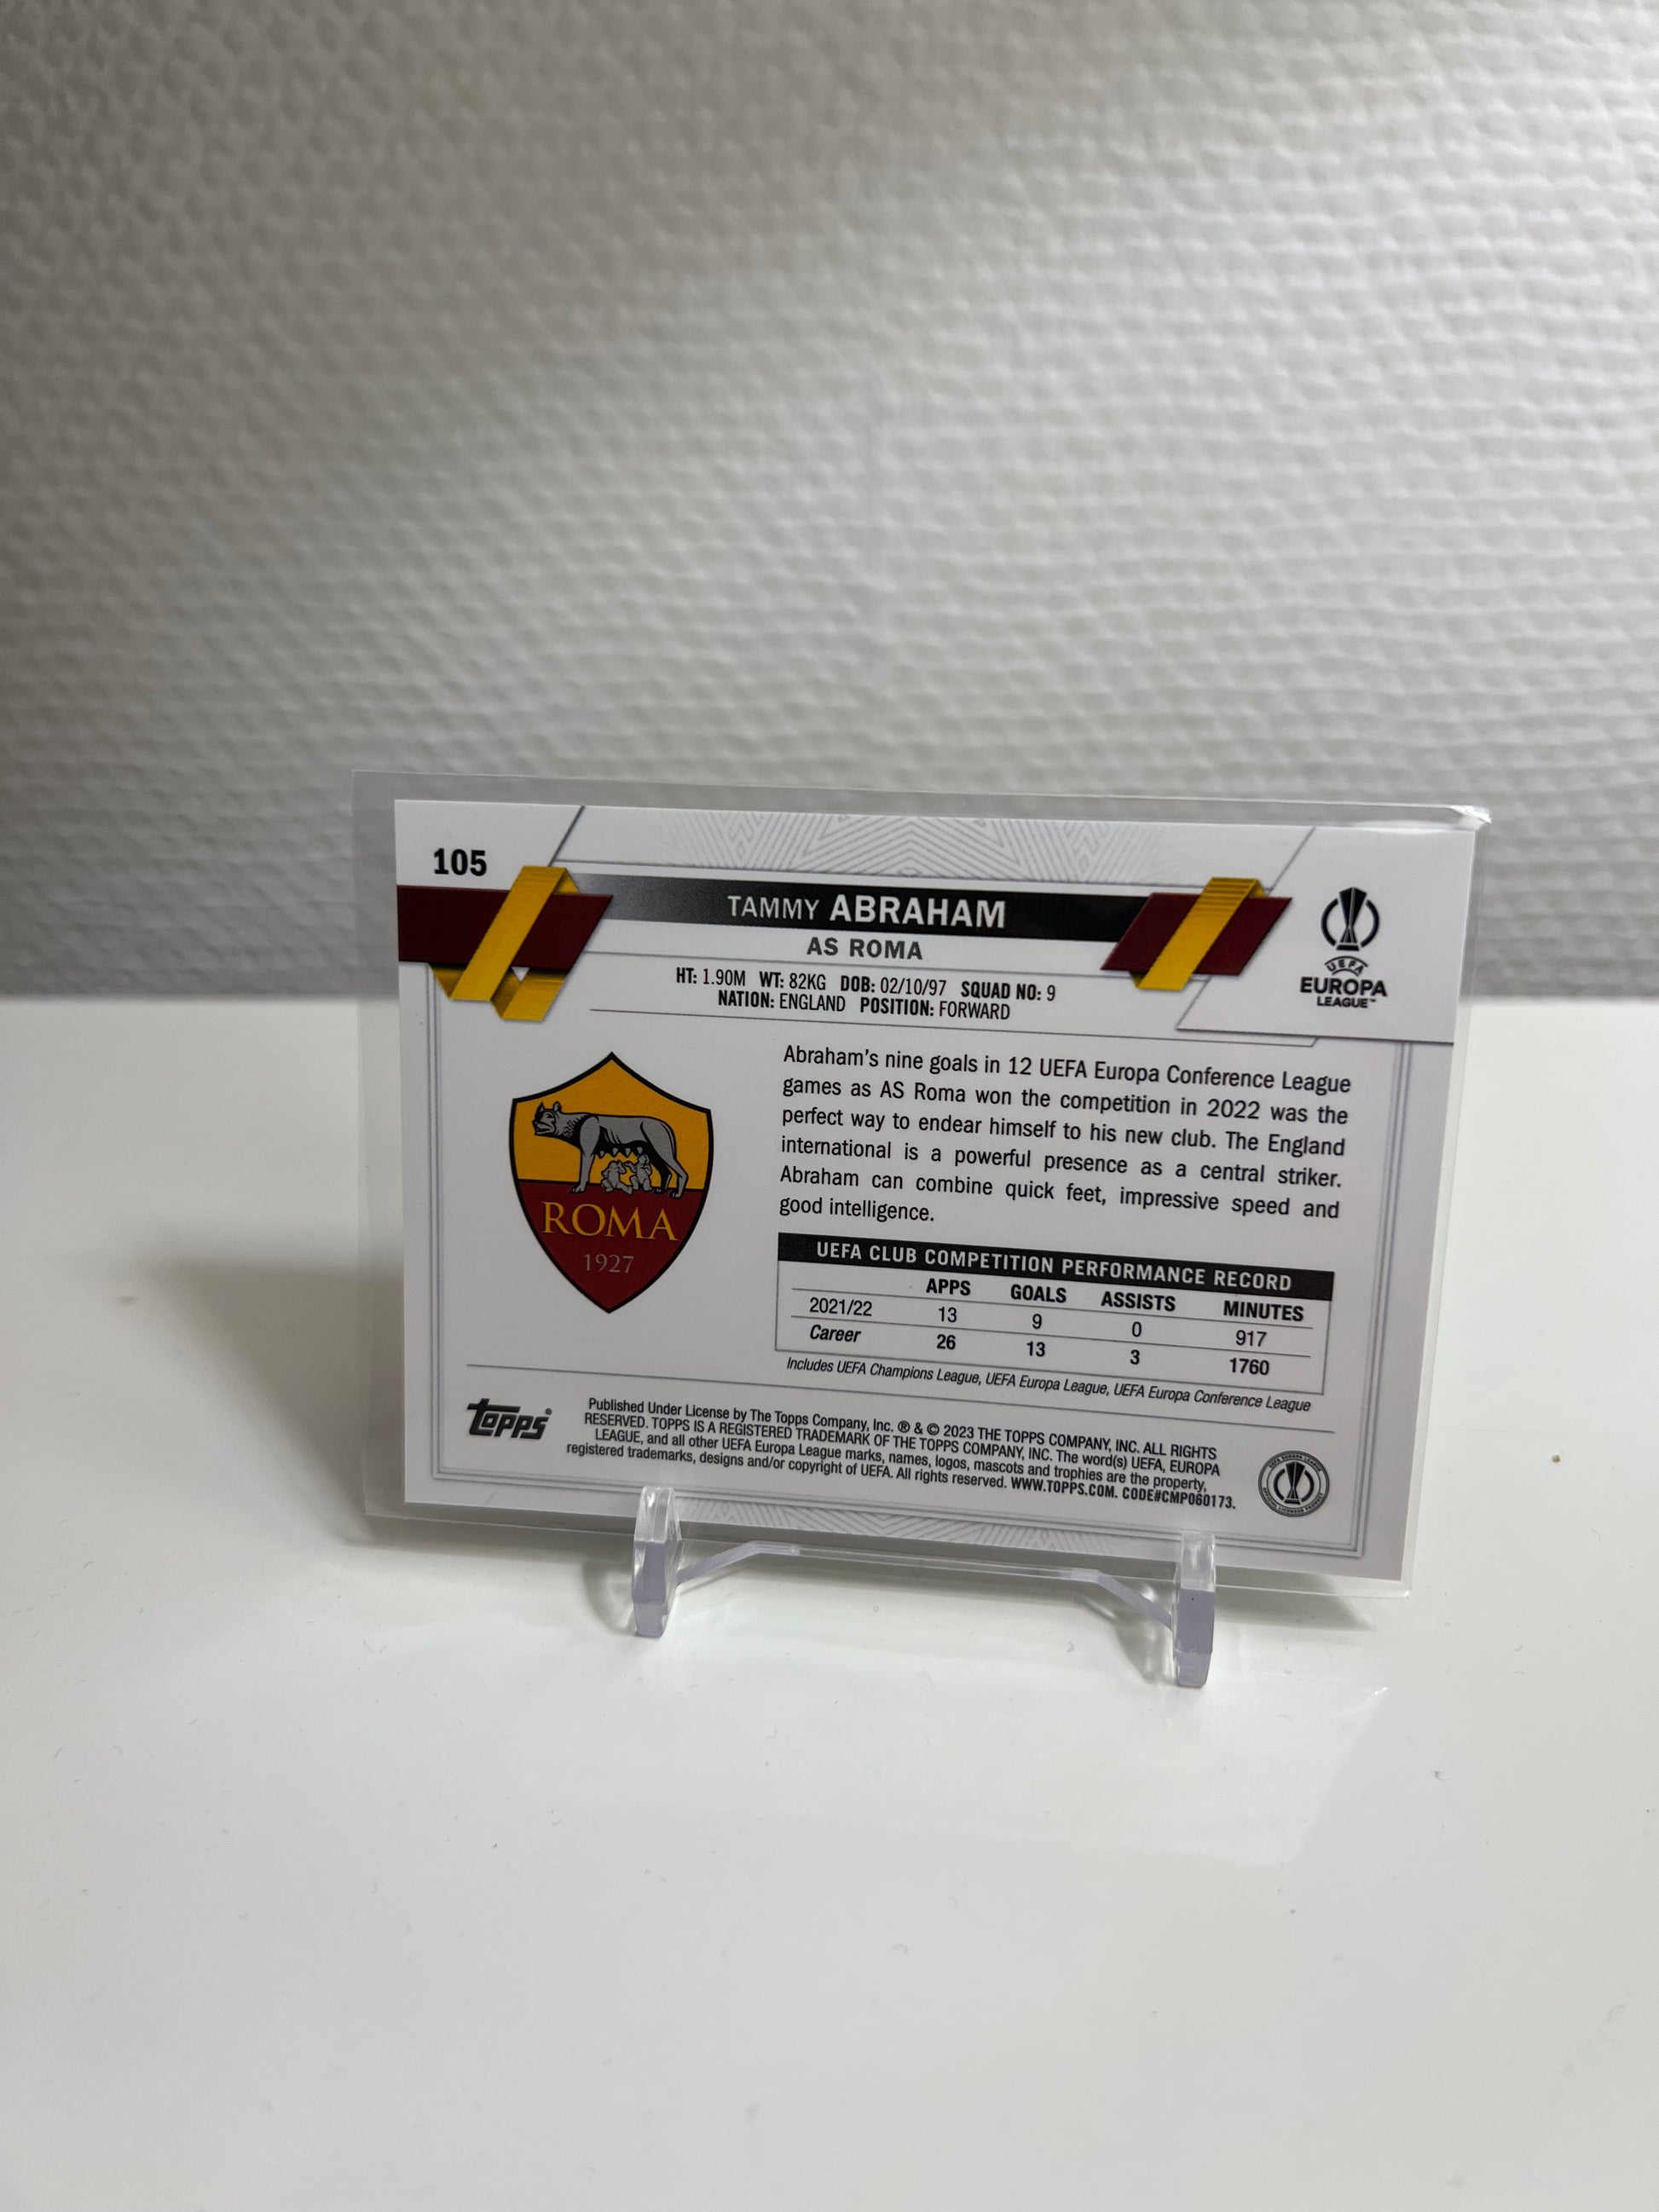 105
TAMMY ABRAHAM
AS ROMA
HT: 1.90M WT: 82KG DOB: 02/10/97 SQUAD NO: 9
NATION: ENGLAND POSITION: FORWARD
UEFA
EUROPA
LEAGUE™
ROMA
1927
Abraham's nine goals in 12 UEFA Europa Conference League
games as AS Roma won the competition in 2022 was the
perfect way to endear himself to his new club. The England
international is a powerful presence as a central striker.
Abraham can combine quick feet, impressive speed and
good intelligence.
UEFA CLUB COMPETITION PERFORMANCE RECORD
APPS GOALS ASSISTS MINUTES
2021/22 13 9 0 917
Career 26 13 3 1760
Includes UEFA Champions League, UEFA Europa League, UEFA Europa Conference League
topps®
Published Under License by The Topps Company, Inc. ® & © 2023 THE TOPPS COMPANY, INC. ALL RIGHTS
RESERVED. TOPPS IS A REGISTERED TRADEMARK OF THE TOPPS COMPANY, INC. The word(s) UEFA, EUROPA
LEAGUE, and all other UEFA Europa League marks, names, logos, mascots and trophies are the property,
registered trademarks, designs and/or copyright of UEFA. All rights reserved. WWW.TOPPS.COM. CODE#CMP060173.